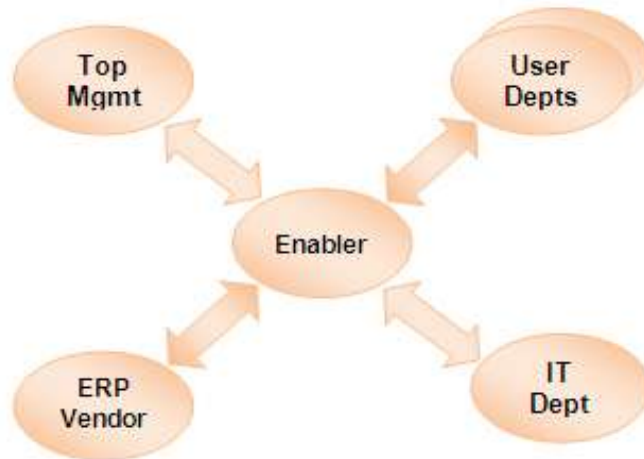 Top
Mgmt
User
Depts
Enabler
ERP
Vendor
IT
Dept